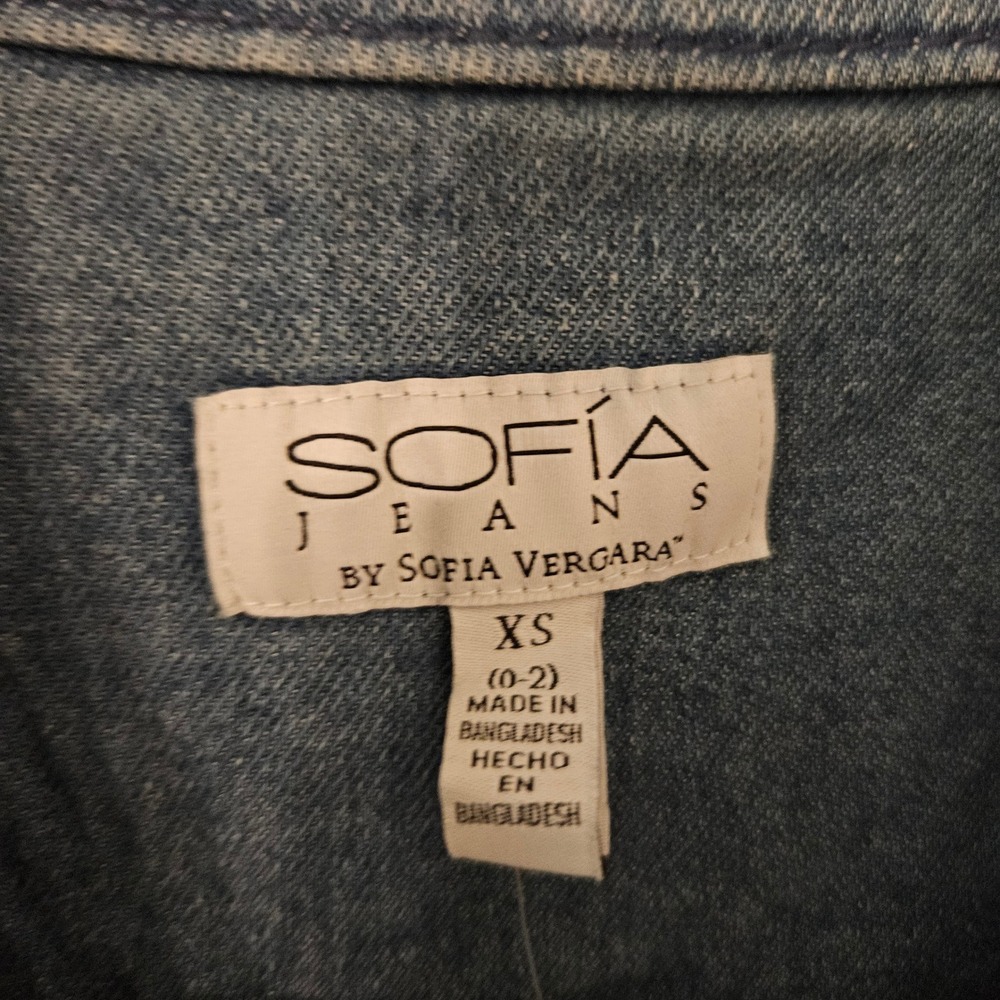 SOFÍA
JEANS
BY SOFIA VERGARA™
XS
(0-2)
MADE IN
BANGLADESH
HECHO
EN
BANGLADESH